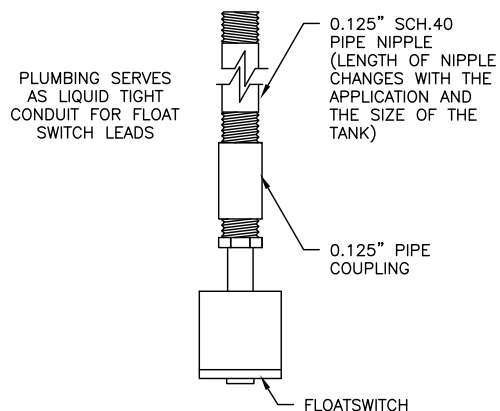 PLUMBING SERVES
AS LIQUID TIGHT
CONDUIT FOR FLOAT
SWITCH LEADS
0.125" SCH.40
PIPE NIPPLE
(LENGTH OF NIPPLE
CHANGES WITH THE
APPLICATION AND
THE SIZE OF THE
TANK)
0.125" PIPE
COUPLING
FLOATSWITCH